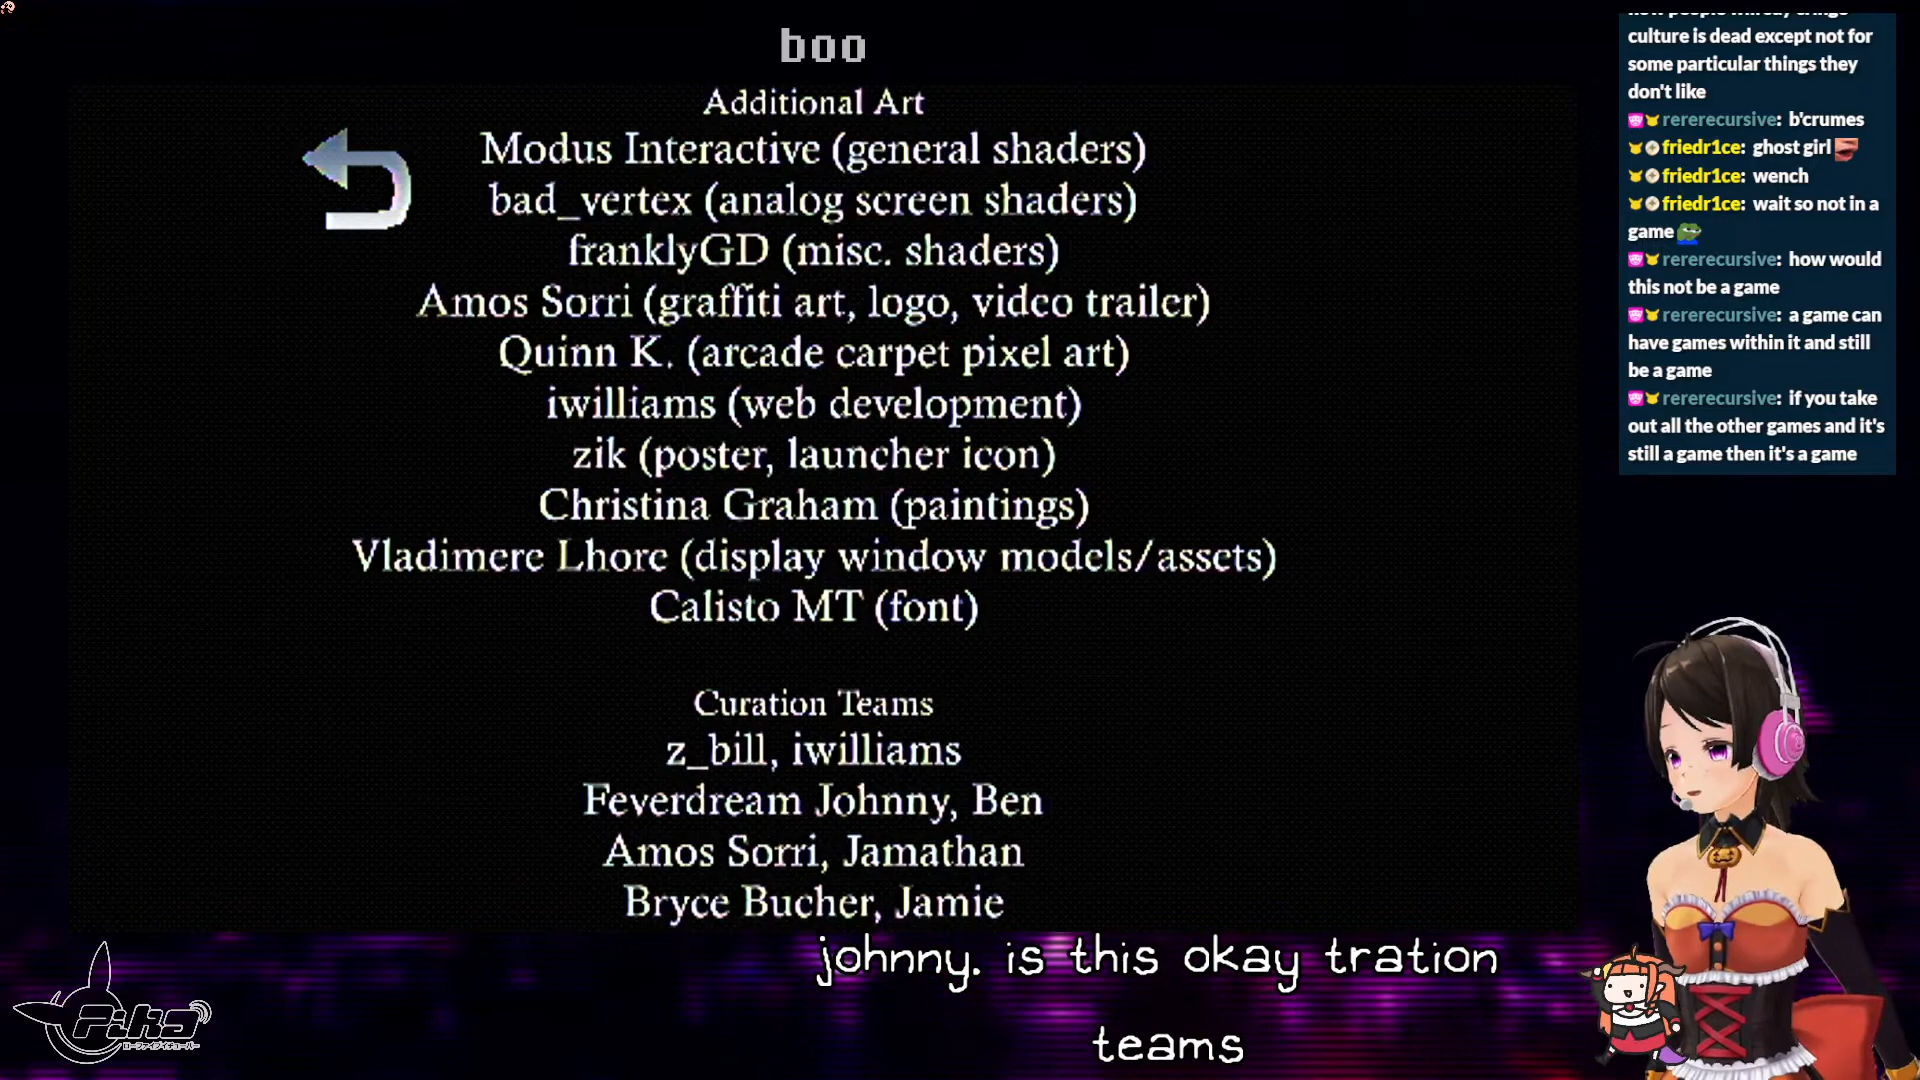 boo
Additional Art
Modus Interactive (general shaders)
bad_vertex (analog screen shaders)
franklyGD (misc. shaders)
Amos Sorri (graffiti art, logo, video trailer)
Quinn K. (arcade carpet pixel art)
iwilliams (web development)
zik (poster, launcher icon)
Christina Graham (paintings)
Vladimere Lhore (display window models/assets)
Calisto MT (font)
Curation Teams
z_bill, iwilliams
Feverdream Johnny, Ben
Amos Sorri, Jamathan
Bryce Bucher, Jamie
johnny. is this okay tration
teams
culture is dead except not for
some particular things they
don't like
rererecursive: b'crumes
friedr1ce: ghost girl
friedr1ce: wench
friedr1ce: wait so not in a
game
rererecursive: how would
this not be a game
rererecursive: a game can
have games within it and still
be a game
rererecursive: if you take
out all the other games and it's
still a game then it's a game
Pika